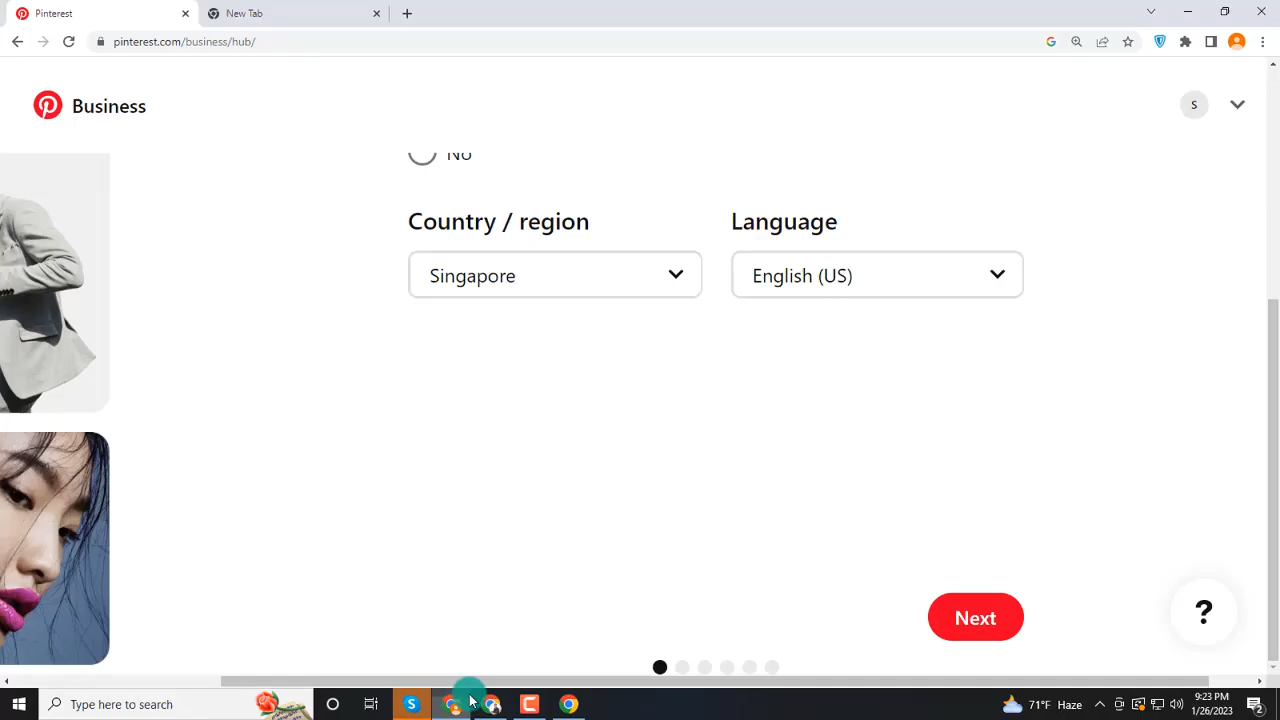 Pinterest
New Tab
pinterest.com/business/hub/
Business
S
No
Country / region
Language
Singapore
English (US)
Next
?
Type here to search
71°F Haze
9:23 PM
1/26/2023
2